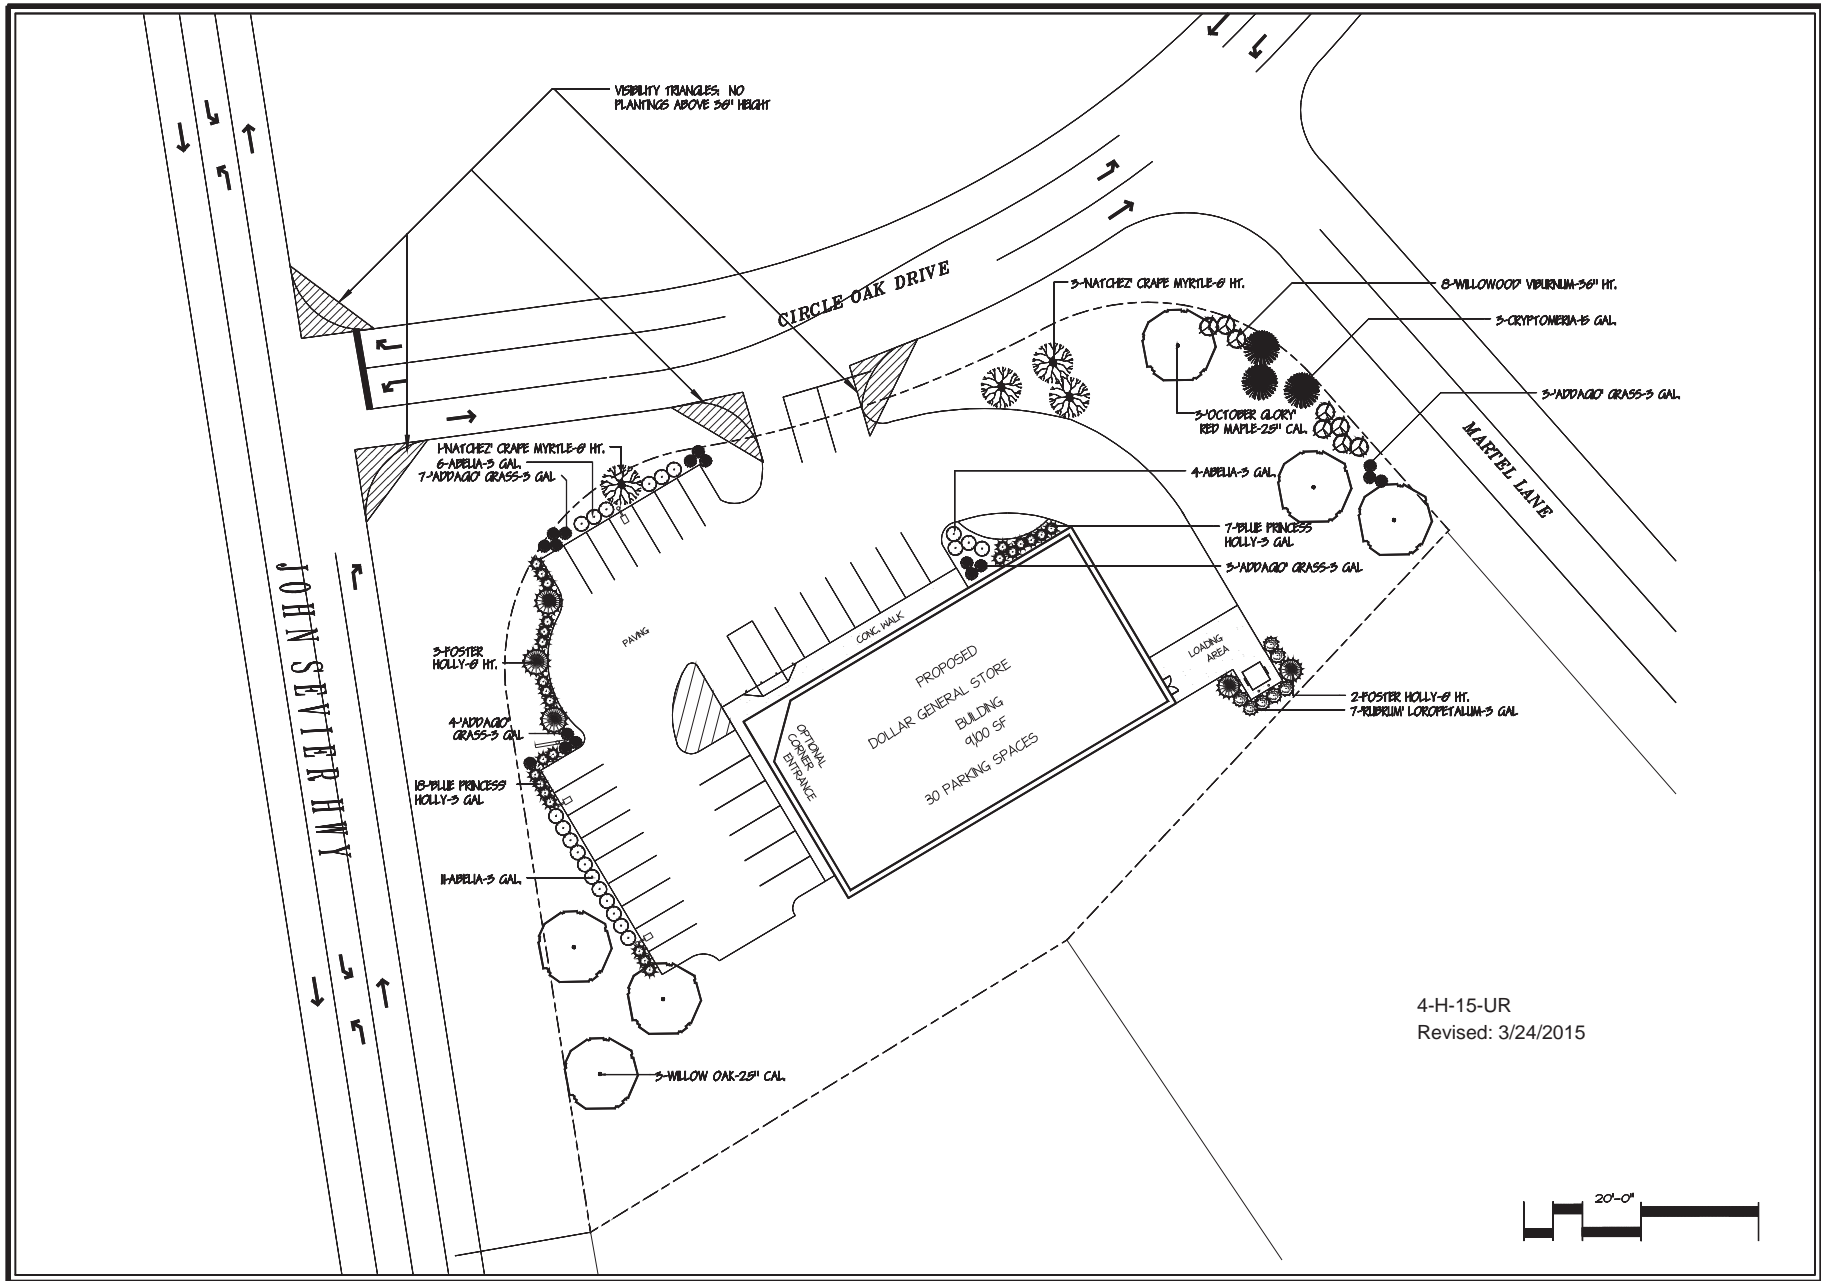 VISIBILITY TRIANGLES: NO
PLANTINGS ABOVE 36" HEIGHT
CIRCLE OAK DRIVE
3-'NATCHEZ' CRAPE MYRTLE-6' HT.
8-'WILLOWOOD' VIBURNUM-36" HT.
3-CRYPTOMERIA-15 GAL.
3-'ADDAGIO' GRASS-3 GAL.
3-'OCTOBER GLORY'
RED MAPLE-2.5" CAL.
MARTEL LANE
1-'NATCHEZ' CRAPE MYRTLE-6' HT.
6-ABELIA-3 GAL.
7-'ADDAGIO' GRASS-3 GAL
4-ABELIA-3 GAL.
7-'BLUE PRINCESS'
HOLLY-3 GAL
3-'ADDAGIO' GRASS-3 GAL
JOHN SEVIER HWY
PAVING
CONC. WALK
LOADING
AREA
3-FOSTER
HOLLY-6' HT.
PROPOSED
DOLLAR GENERAL STORE
BUILDING
9,100 SF
30 PARKING SPACES
OPTIONAL
CORNER
ENTRANCE
2-FOSTER HOLLY-6' HT.
7-'RUBRUM' LOROPETALUM-3 GAL
4-'ADDAGIO'
GRASS-3 GAL
18-'BLUE PRINCESS'
HOLLY-3 GAL
11-ABELIA-3 GAL.
3-WILLOW OAK-2.5" CAL.
4-H-15-UR
Revised: 3/24/2015
20'-0"